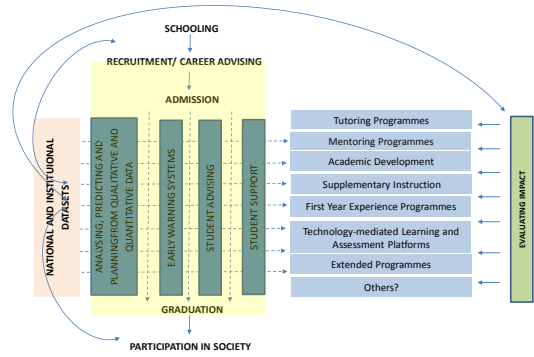 SCHOOLING
RECRUITMENT/ CAREER ADVISING
ADMISSION
NATIONAL AND INSTITUIONAL
DATASETS
ANALYSING, PREDICTING AND
PLANNINGFROM QUALITATIVE AND
QUANTITATIVE DATA
EARLY WARNING SYSTEMS
STUDENT ADVISING
STUDENT SUPPORT
Tutoring Programmes
Mentoring Programmes
Academic Development
Supplementary Instruction
First Year Experience Programmes
Technology-mediated Learning and
Assessment Platforms
Extended Programmes
Others?
EVALUATING IMPACT
GRADUATION
PARTICIPATION IN SOCIETY